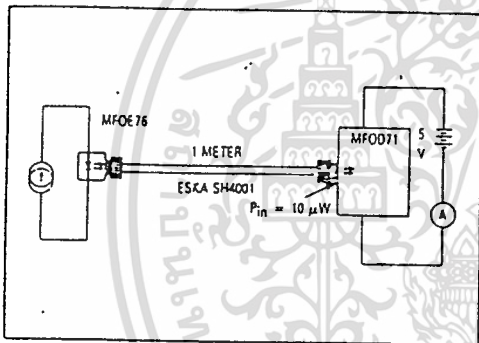 MFOE76
1 METER
ESKA SH4001
Pin = 10 μW
MFOD71
5
V
A